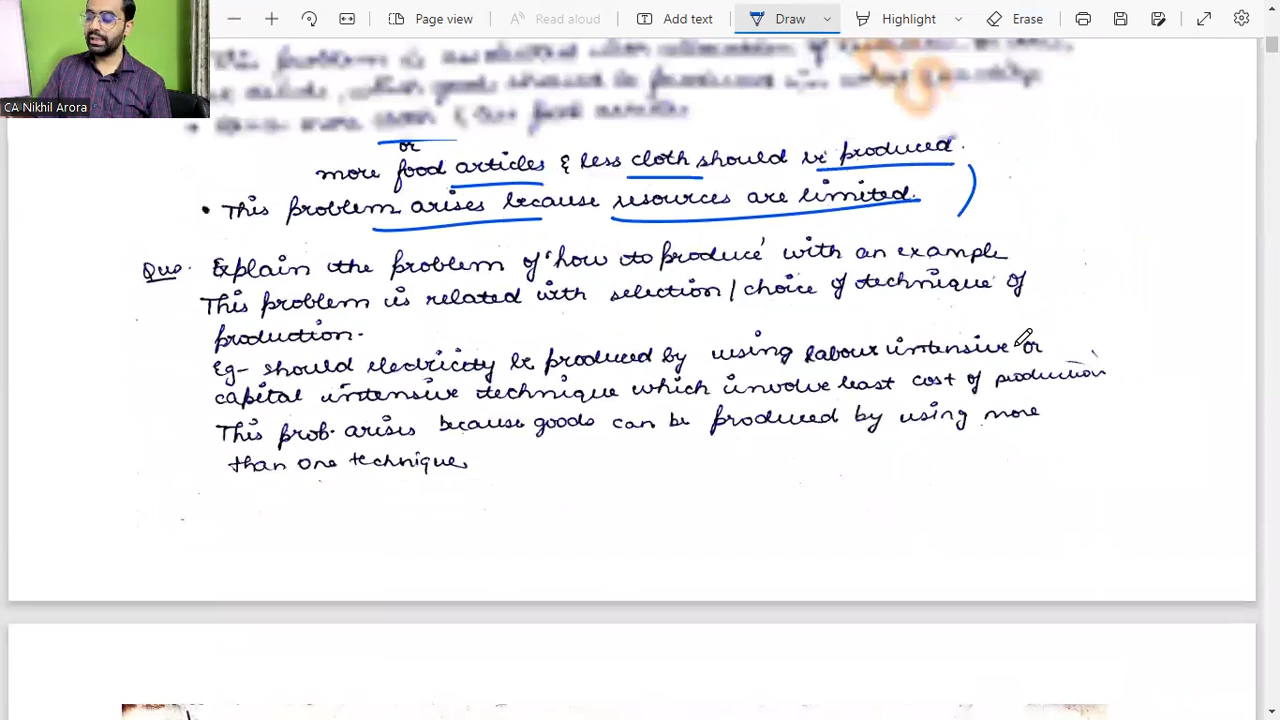 Page view
Read aloud
Add text
Draw
Highlight
Erase
CA Nikhil Arora
or
more food articles & less cloth should be produced.
• This problem arises because resources are limited.
Que. Explain the problem of 'how to produce' with an example
This problem is related with selection/choice of technique of
production.
Eg- should electricity be produced by using labour intensive or
capital intensive technique which involve least cost of production
This prob. arises because goods can be produced by using more
than one technique